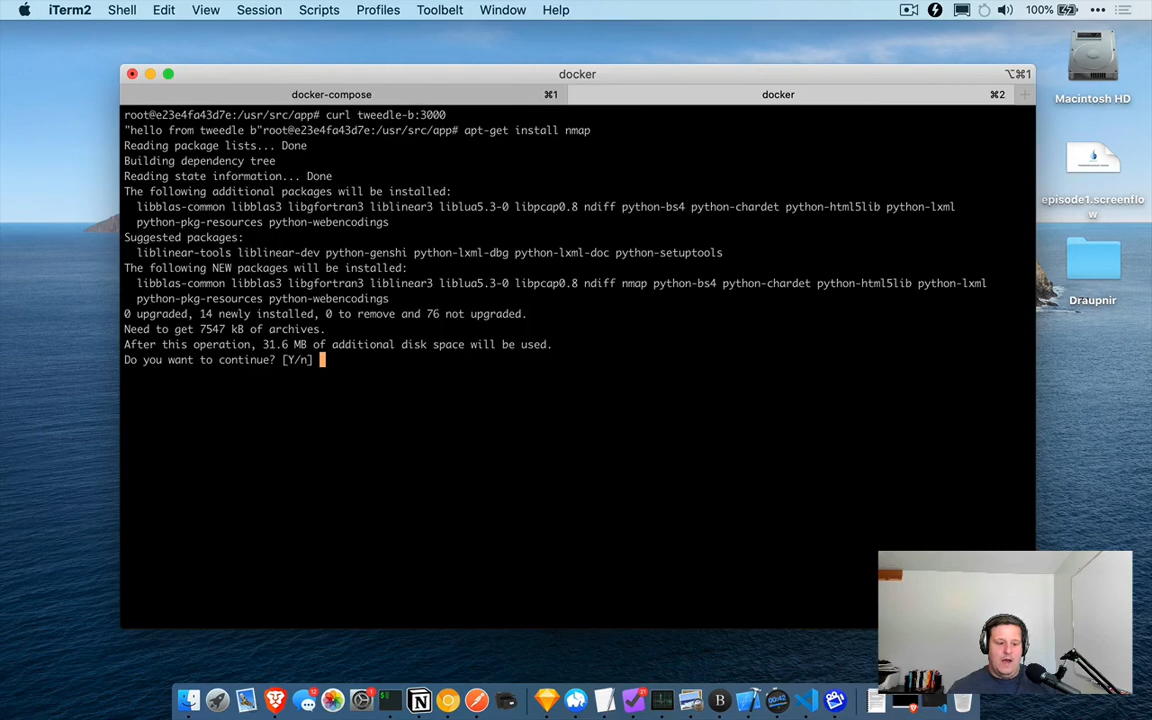 iTerm2 Shell Edit View Session Scripts Profiles Toolbelt Window Help 100%
docker ⌥⌘1
docker-compose ⌘1 docker ⌘2
root@e23e4fa43d7e:/usr/src/app# curl tweedle-b:3000
"hello from tweedle b"root@e23e4fa43d7e:/usr/src/app# apt-get install nmap
Reading package lists... Done
Building dependency tree
Reading state information... Done
The following additional packages will be installed:
libblas-common libblas3 libgfortran3 liblinear3 liblua5.3-0 libpcap0.8 ndiff python-bs4 python-chardet python-html5lib python-lxml
python-pkg-resources python-webencodings
Suggested packages:
liblinear-tools liblinear-dev python-genshi python-lxml-dbg python-lxml-doc python-setuptools
The following NEW packages will be installed:
libblas-common libblas3 libgfortran3 liblinear3 liblua5.3-0 libpcap0.8 ndiff nmap python-bs4 python-chardet python-html5lib python-lxml
python-pkg-resources python-webencodings
0 upgraded, 14 newly installed, 0 to remove and 76 not upgraded.
Need to get 7547 kB of archives.
After this operation, 31.6 MB of additional disk space will be used.
Do you want to continue? [Y/n]
Macintosh HD
episode1.screenflo
w
Draupnir